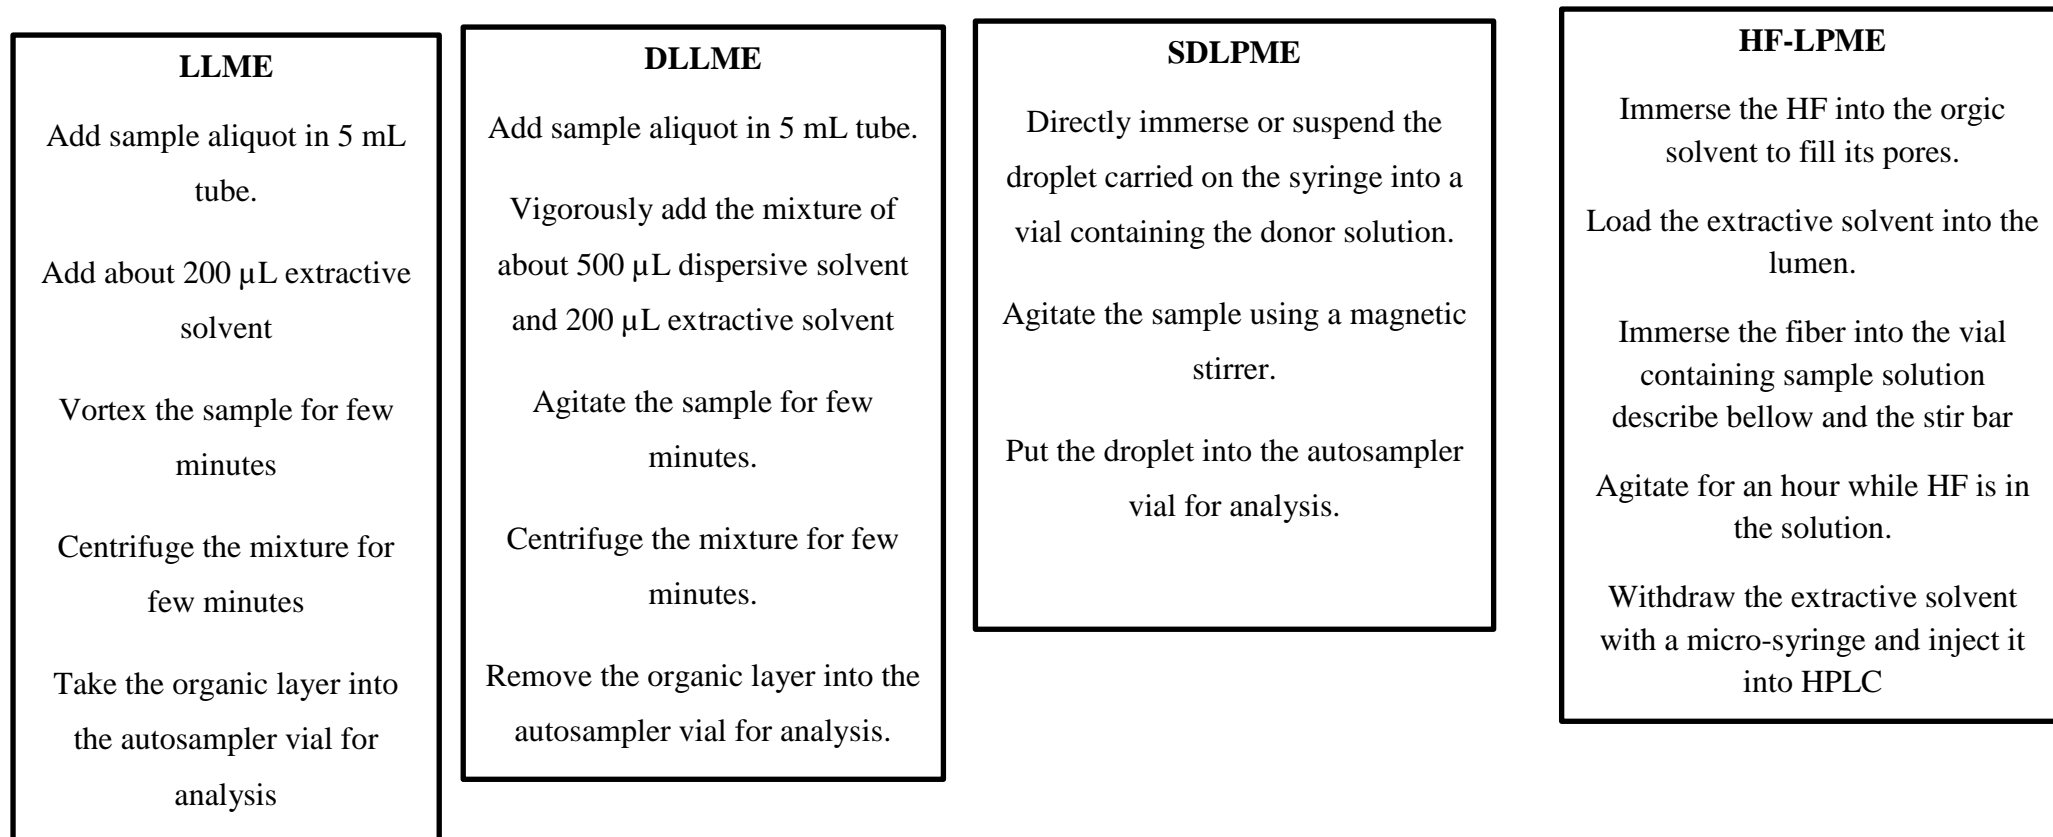 LLME
Add sample aliquot in 5 mL
tube.
Add about 200 µL extractive
solvent
Vortex the sample for few
minutes
Centrifuge the mixture for
few minutes
Take the organic layer into
the autosampler vial for
analysis
DLLME
Add sample aliquot in 5 mL tube.
Vigorously add the mixture of
about 500 µL dispersive solvent
and 200 µL extractive solvent
Agitate the sample for few
minutes.
Centrifuge the mixture for few
minutes.
Remove the organic layer into the
autosampler vial for analysis.
SDLPME
Directly immerse or suspend the
droplet carried on the syringe into a
vial containing the donor solution.
Agitate the sample using a magnetic
stirrer.
Put the droplet into the autosampler
vial for analysis.
HF-LPME
Immerse the HF into the orgic
solvent to fill its pores.
Load the extractive solvent into the
lumen.
Immerse the fiber into the vial
containing sample solution
describe bellow and the stir bar
Agitate for an hour while HF is in
the solution.
Withdraw the extractive solvent
with a micro-syringe and inject it
into HPLC